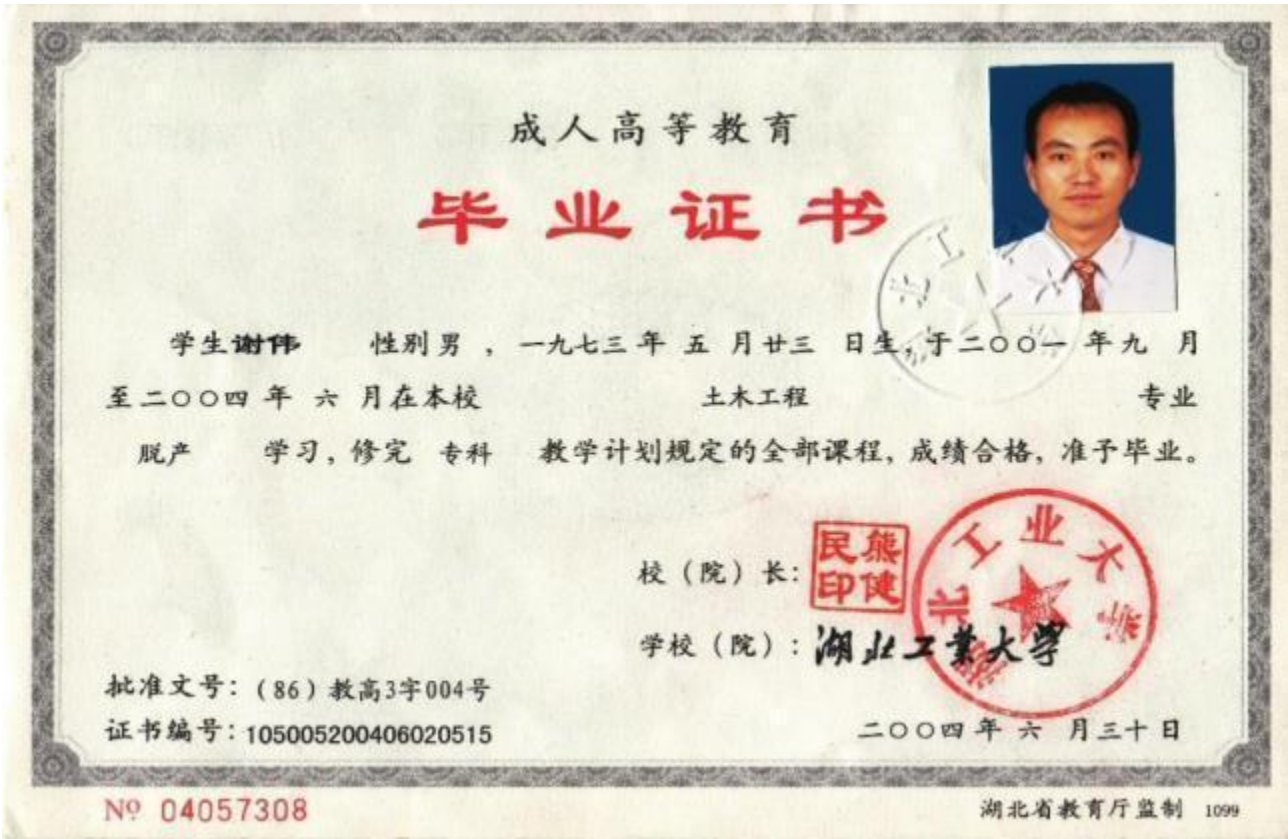 成人高等教育
毕业证书
学生谢伟 性别男,一九七三年 五 月廿三 日生,于二〇〇一 年九 月
至二〇〇四 年 六 月在本校 土木工程 专业
脱产 学习,修完 专科 教学计划规定的全部课程,成绩合格,准予毕业。
校(院)长:
熊健民印
学校(院):湖北工业大学
湖北工业大学
批准文号:(86)教高3字004号
证书编号:105005200406020515
二〇〇四 年 六 月三十日
№ 04057308
湖北省教育厅监制 1099